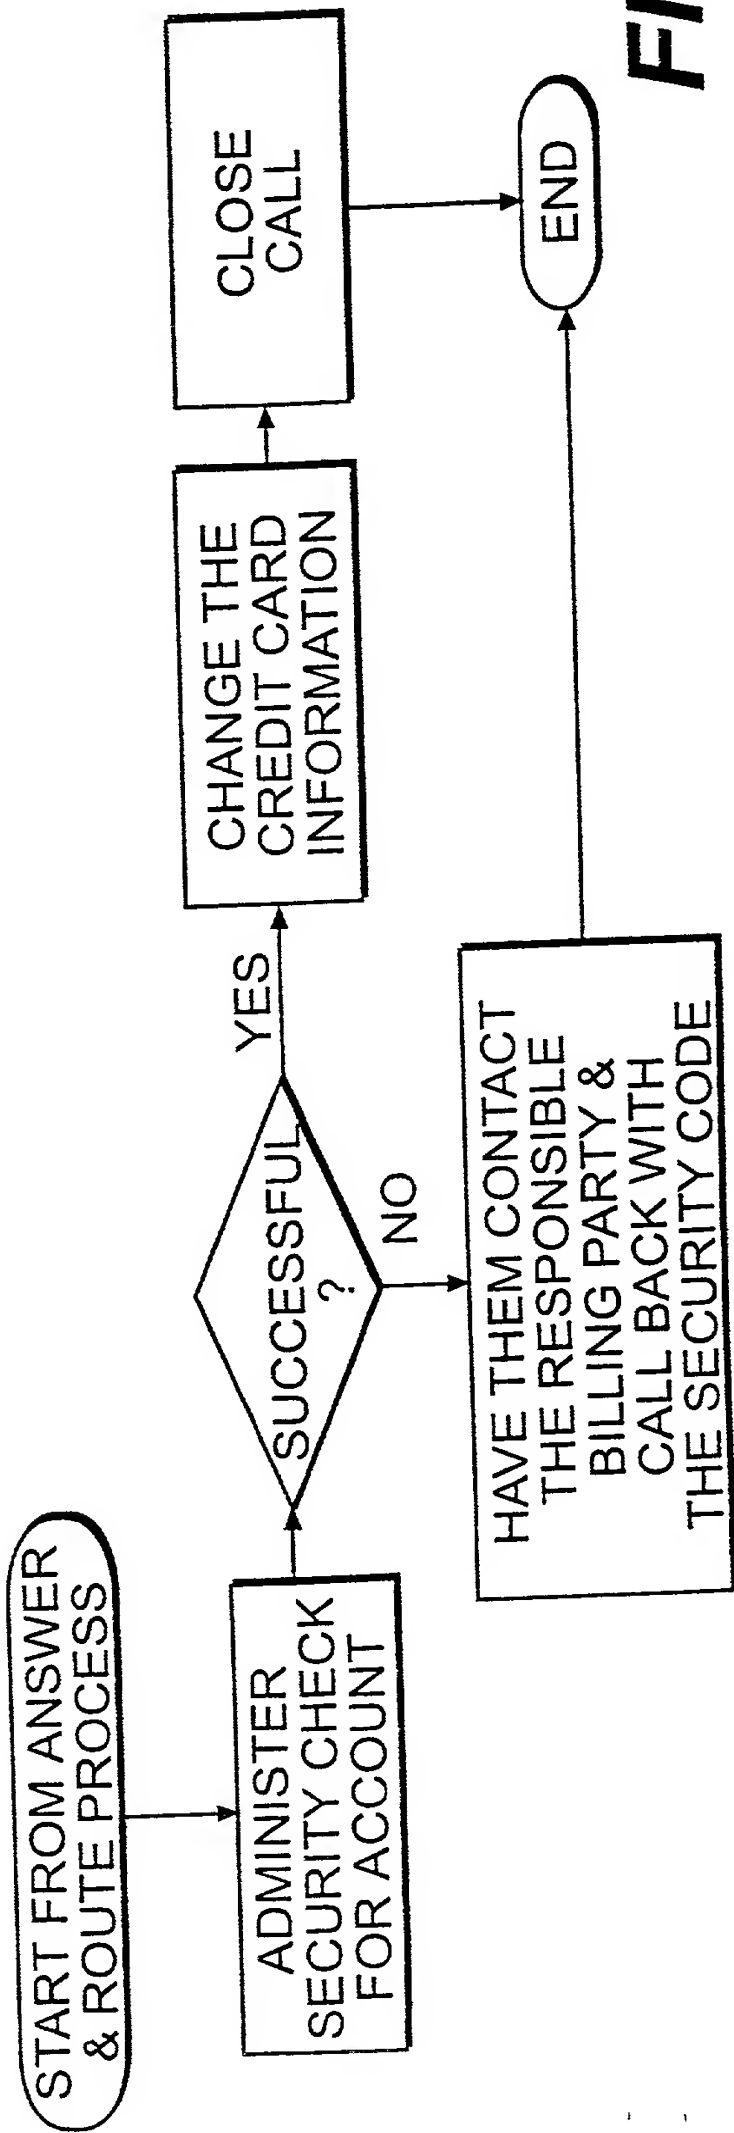 START FROM ANSWER
& ROUTE PROCESS
ADMINISTER
SECURITY CHECK
FOR ACCOUNT
SUCCESSFUL
?
YES
CHANGE THE
CREDIT CARD
INFORMATION
CLOSE
CALL
NO
HAVE THEM CONTACT
THE RESPONSIBLE
BILLING PARTY &
CALL BACK WITH
THE SECURITY CODE
END